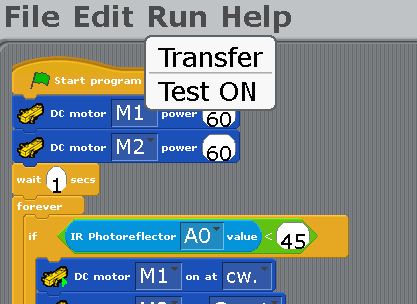 File Edit Run Help
Transfer
Test ON
Start program
DC motor M1 power 60
DC motor M2 power 60
wait 1 secs
forever
if IR Photoreflector A0 value < 45
DC motor M1 on at cw.